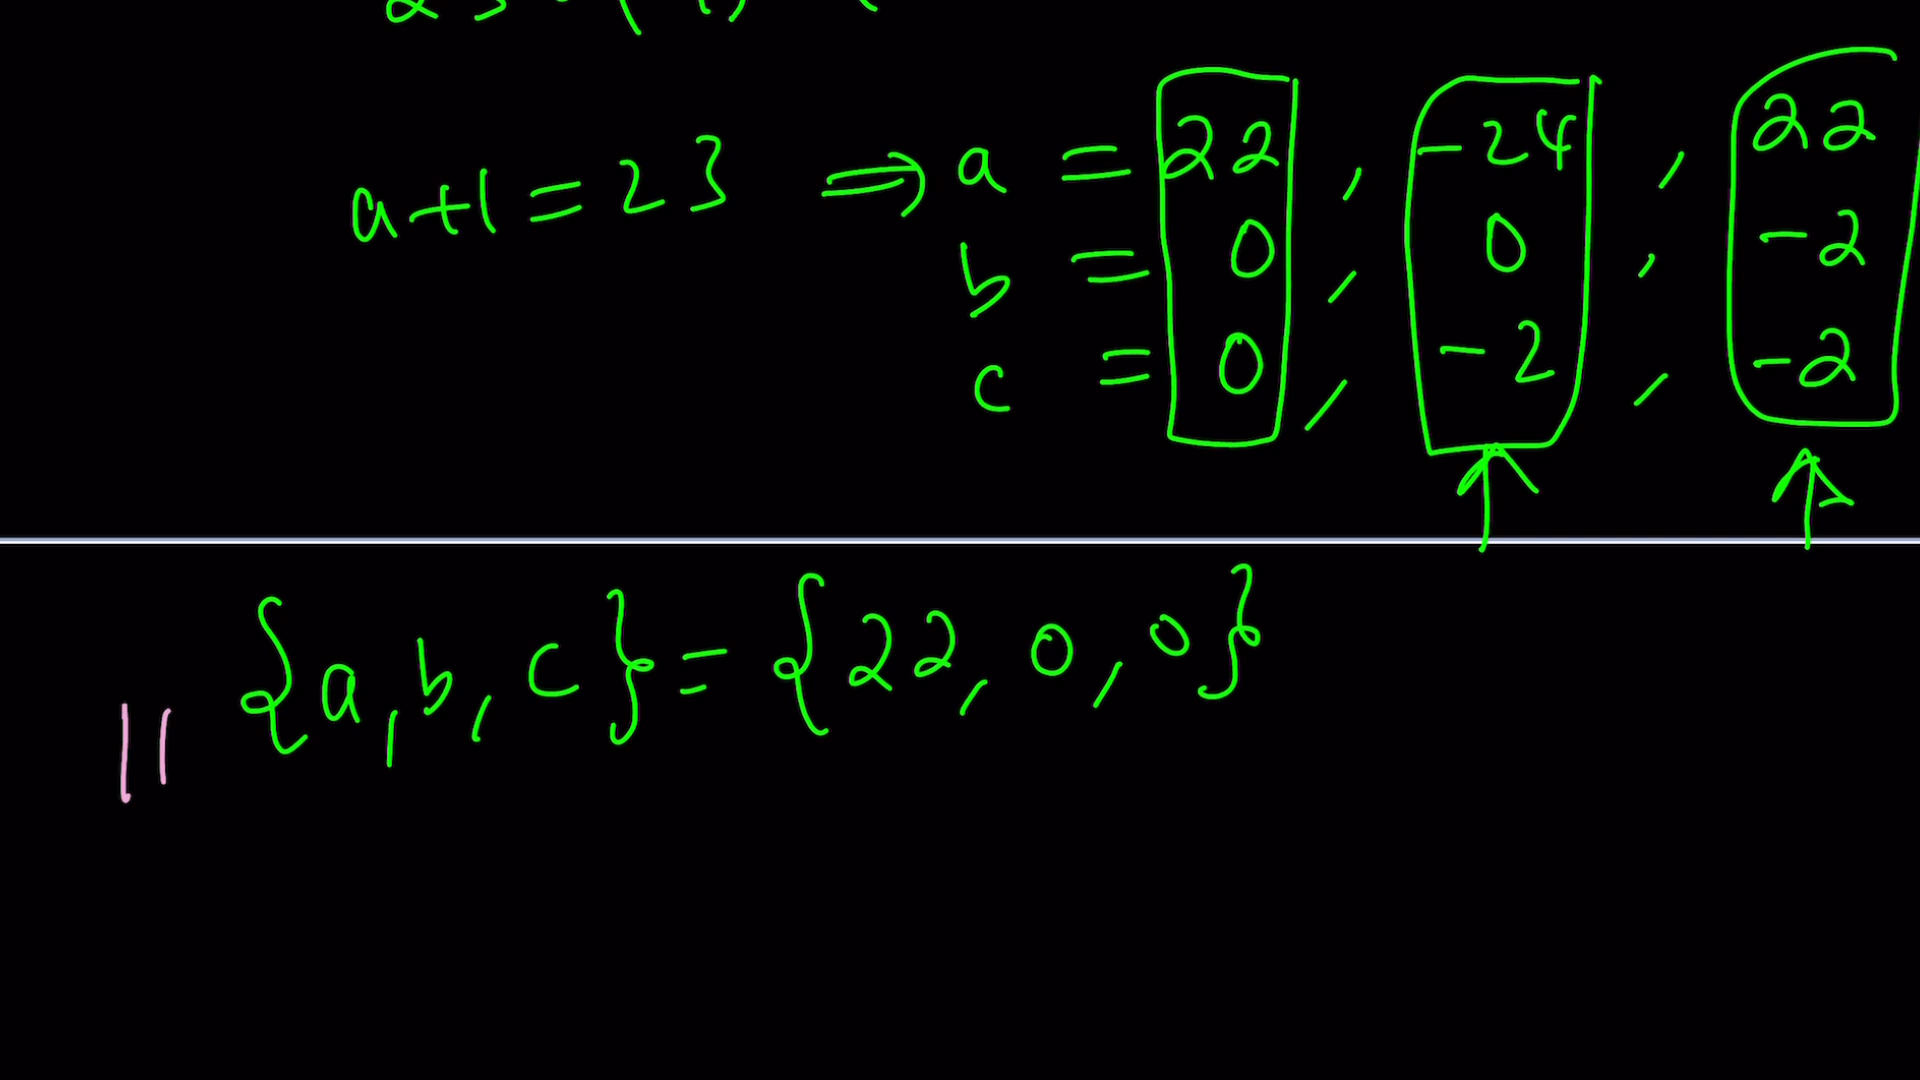 a+1=23 ⇒ a = 22, -24, 22
b = 0, 0, -2
c = 0, -2, -2
{a, b, c} = {22, 0, 0}